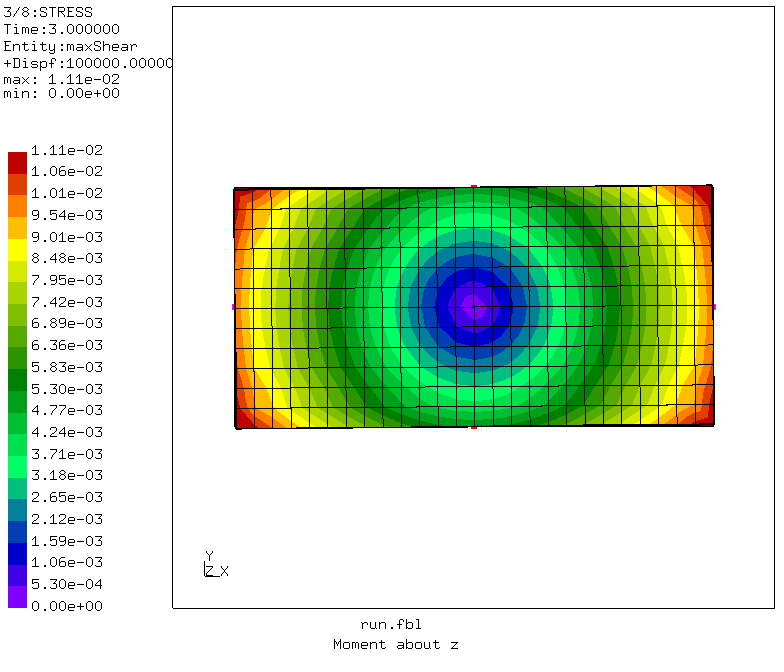 3/8:STRESS
Time:3.000000
Entity:maxShear
+Dispf:100000.00000
max: 1.11e-02
min: 0.00e+00
1.11e-02
1.06e-02
1.01e-02
9.54e-03
9.01e-03
8.48e-03
7.95e-03
7.42e-03
6.89e-03
6.36e-03
5.83e-03
5.30e-03
4.77e-03
4.24e-03
3.71e-03
3.18e-03
2.65e-03
2.12e-03
1.59e-03
1.06e-03
5.30e-04
0.00e+00
Y
Z X
run.fbl
Moment about z